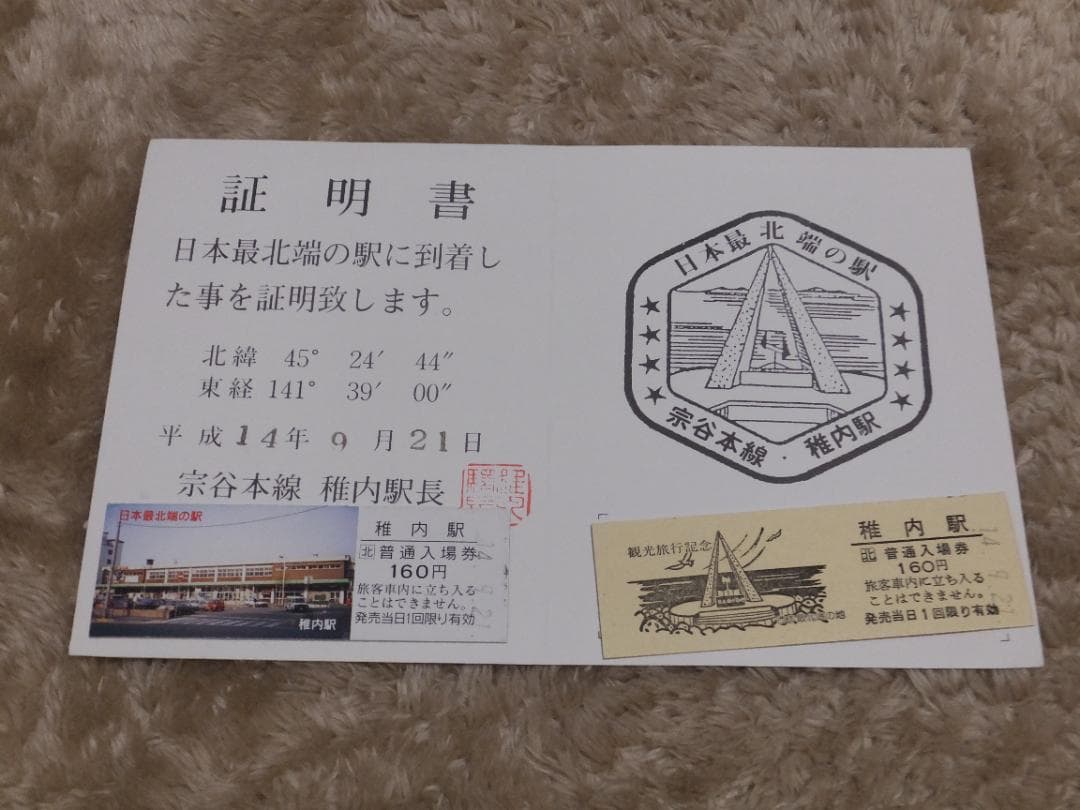 証明書
日本最北端の駅に到着し
た事を証明致します。
北緯 45° 24′ 44″
東経 141° 39′ 00″
平成14年9月21日
宗谷本線 稚内駅長
日本最北端の駅
宗谷本線・稚内駅
日本最北端の駅
稚内駅
稚内駅
北 普通入場券
160円
旅客車内に立ち入る
ことはできません。
発売当日1回限り有効
14.9.21
観光旅行記念
稚内駅
北 普通入場券
160円
旅客車内に立ち入る
ことはできません。
発売当日1回限り有効
14.9.21